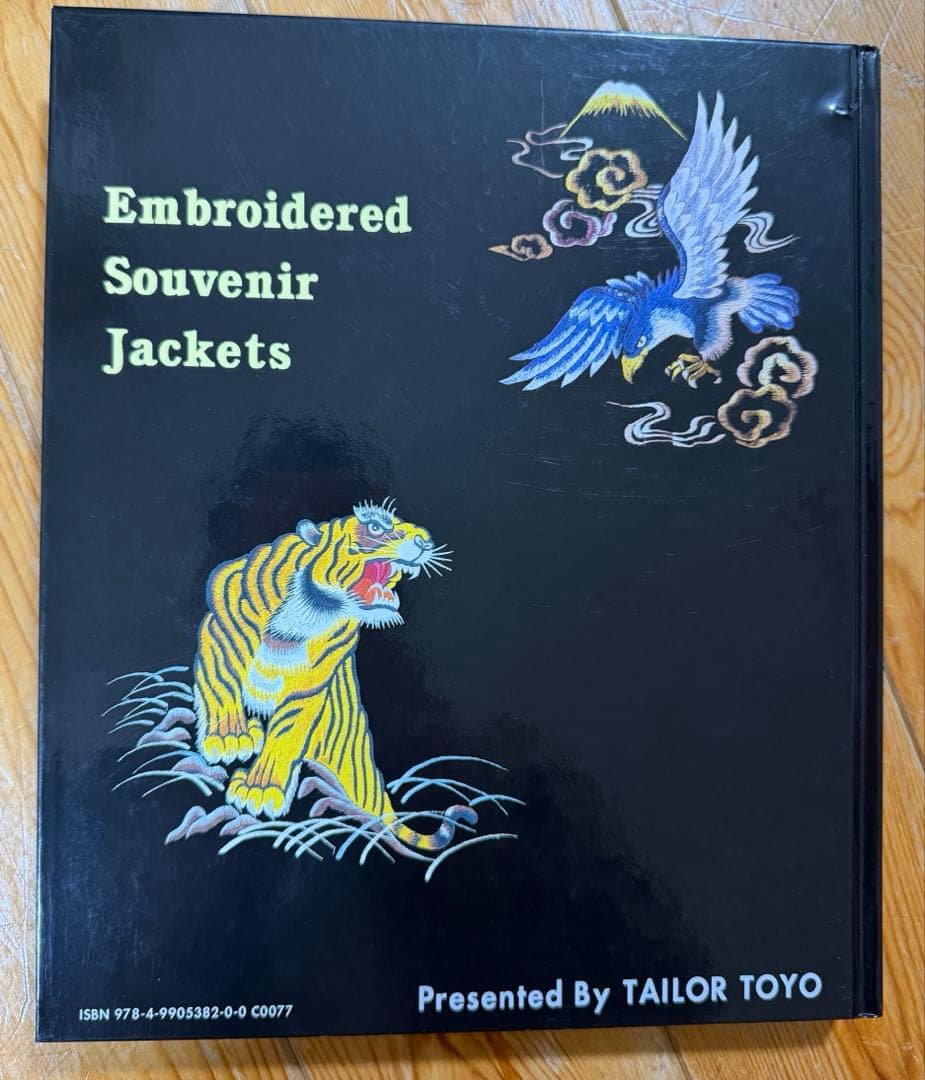 Embroidered
Souvenir
Jackets
ISBN 978-4-9905382-0-0 C0077
Presented By TAILOR TOYO